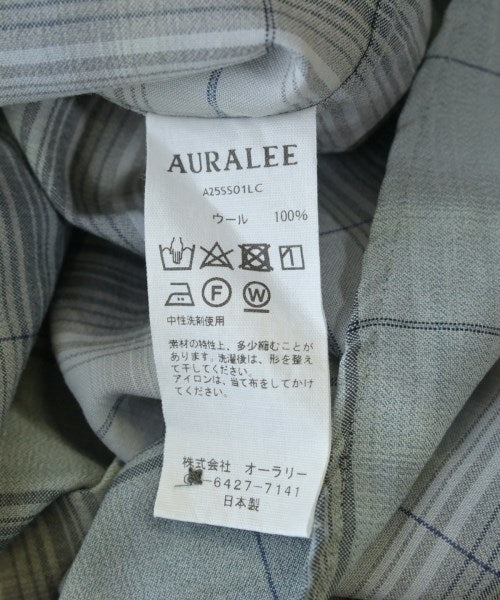 AURALEE
A25SS01LC
ウール 100%
F W
中性洗剤使用
素材の特性上、多少縮むことが
あります。洗濯後は、形を整え
て干してください。
アイロンは、当て布をしてかけ
てください。
株式会社 オーラリー
-6427-7141
日本製